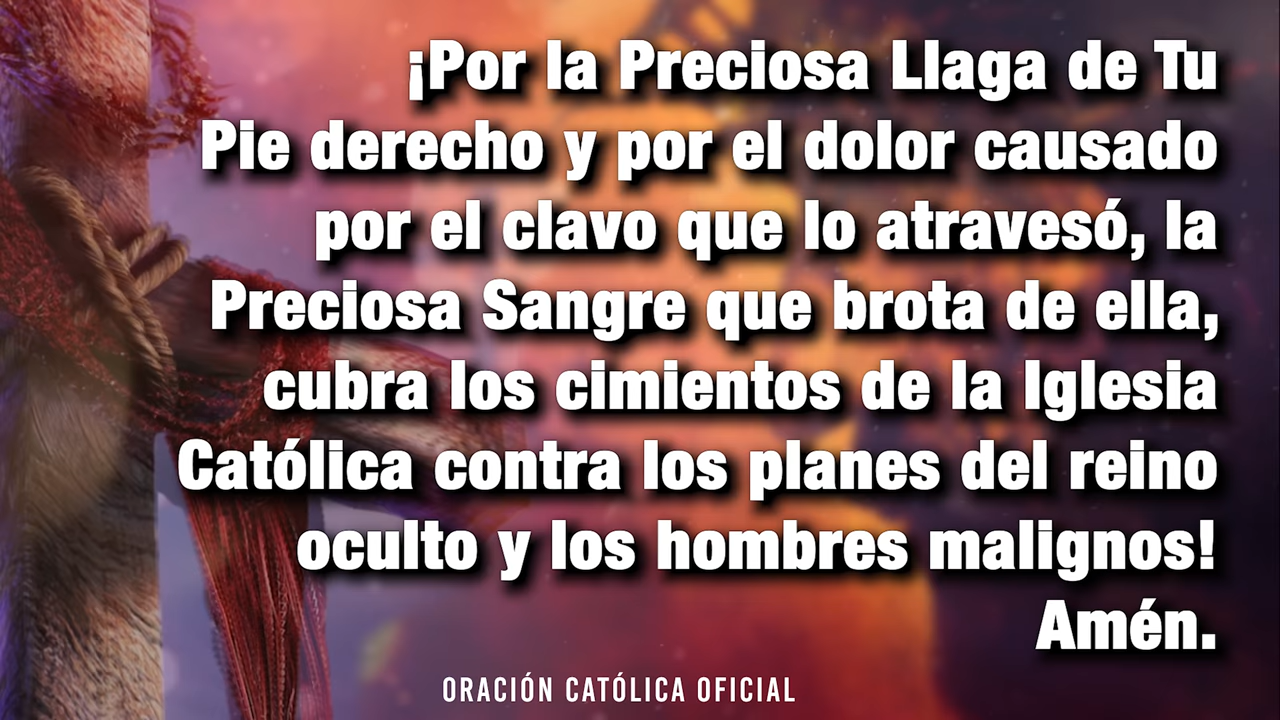 ¡Por la Preciosa Llaga de Tu
Pie derecho y por el dolor causado
por el clavo que lo atravesó, la
Preciosa Sangre que brota de ella,
cubra los cimientos de la Iglesia
Católica contra los planes del reino
oculto y los hombres malignos!
Amén.
ORACIÓN CATÓLICA OFICIAL